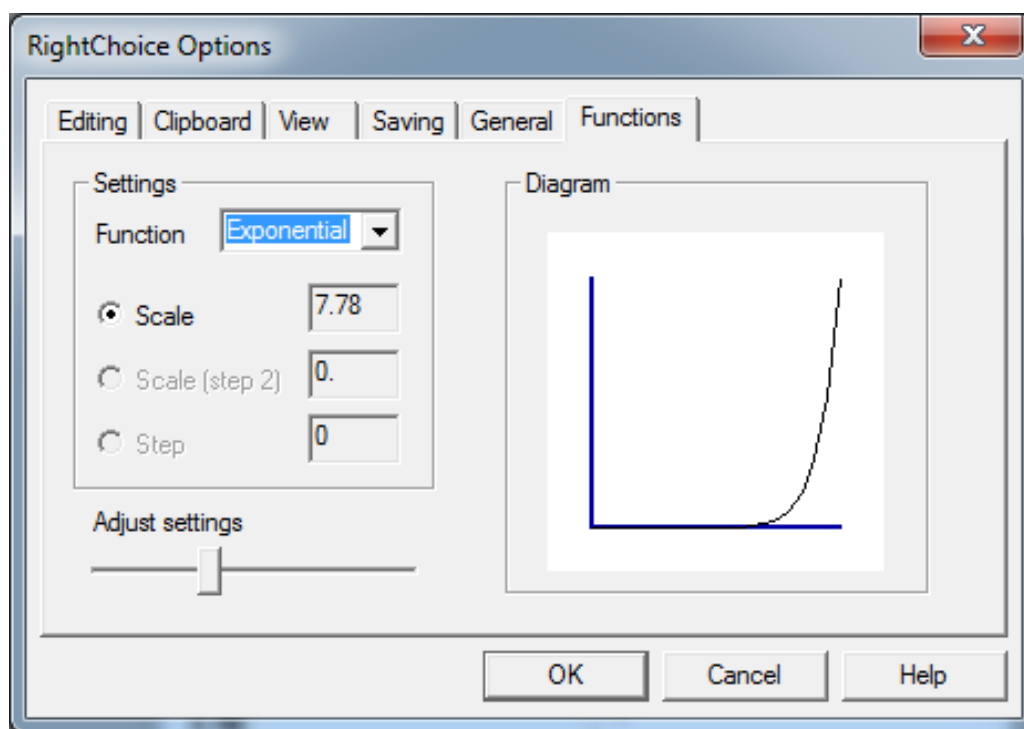 RightChoice Options
Editing Clipboard View Saving General Functions
Settings
Function Exponential
Scale 7.78
Scale (step 2) 0.
Step 0
Adjust settings
Diagram
OK Cancel Help